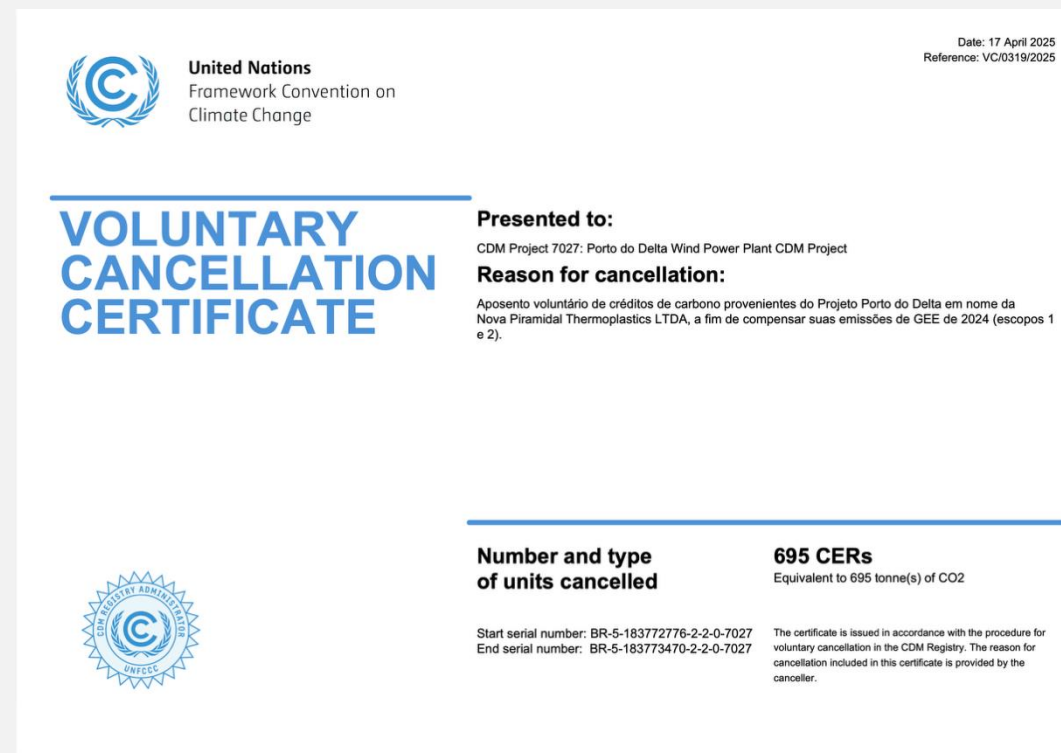 Date: 17 April 2025
Reference: VC/0319/2025
United Nations
Framework Convention on
Climate Change
VOLUNTARY
CANCELLATION
CERTIFICATE
Presented to:
CDM Project 7027: Porto do Delta Wind Power Plant CDM Project
Reason for cancellation:
Aposento voluntário de créditos de carbono provenientes do Projeto Porto do Delta em nome da
Nova Piramidal Thermoplastics LTDA, a fim de compensar suas emissões de GEE de 2024 (escopos 1
e 2).
Number and type
of units cancelled
695 CERs
Equivalent to 695 tonne(s) of CO2
Start serial number: BR-5-183772776-2-2-0-7027
End serial number: BR-5-183773470-2-2-0-7027
The certificate is issued in accordance with the procedure for
voluntary cancellation in the CDM Registry. The reason for
cancellation included in this certificate is provided by the
canceller.
CDM REGISTRY ADMINISTRATOR
UNFCCC